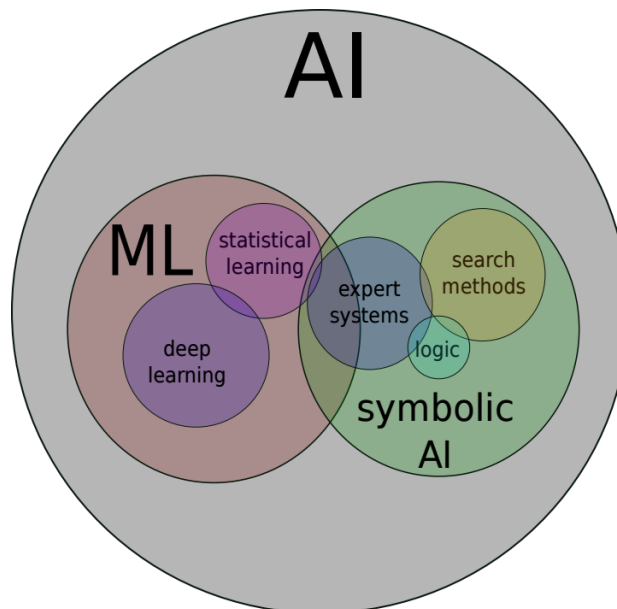 AI
ML
statistical
learning
deep
learning
expert
systems
search
methods
logic
symbolic
AI